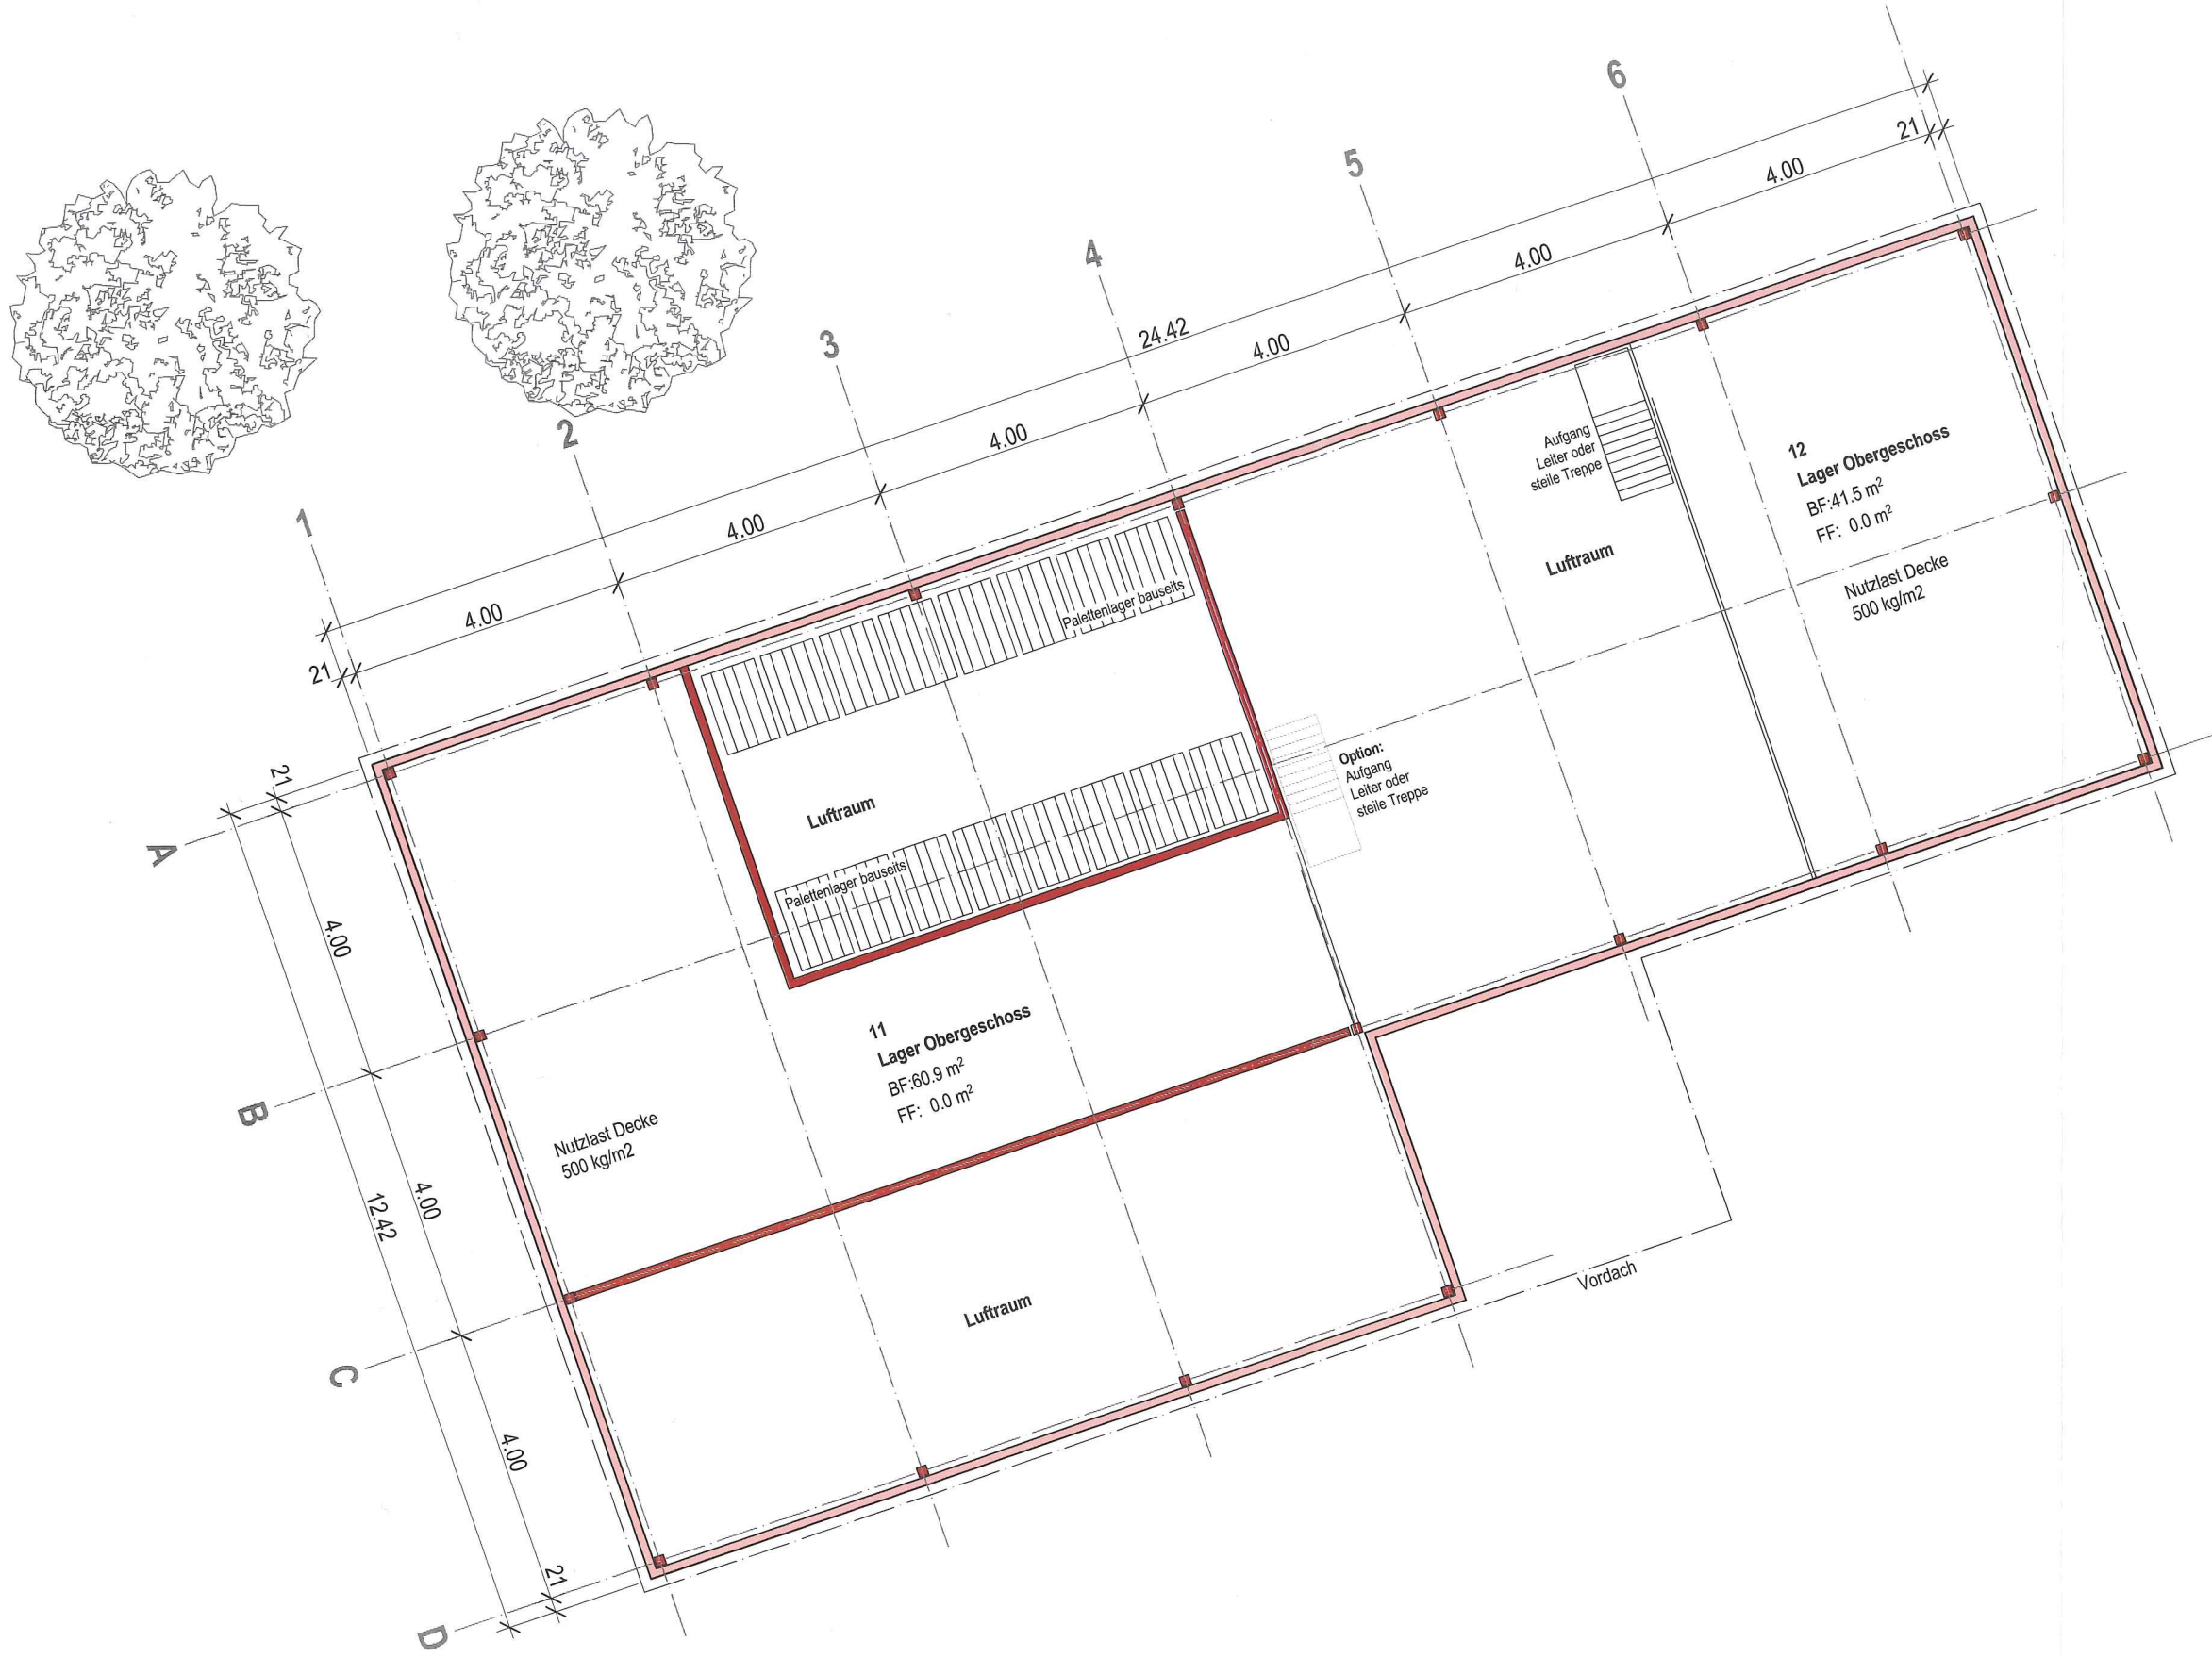 6
5
4
3
2
1
21
4.00
4.00
4.00
4.00
4.00
4.00
24.42
21
21
4.00
4.00
12.42
4.00
21
A
B
C
D
Aufgang
Leiter oder
steile Treppe
12
Lager Obergeschoss
BF:41.5 m²
FF: 0.0 m²
Luftraum
Nutzlast Decke
500 kg/m2
Palettenlager bauseits
Luftraum
Option:
Aufgang
Leiter oder
steile Treppe
Palettenlager bauseits
11
Lager Obergeschoss
BF:60.9 m²
FF: 0.0 m²
Nutzlast Decke
500 kg/m2
Luftraum
Vordach